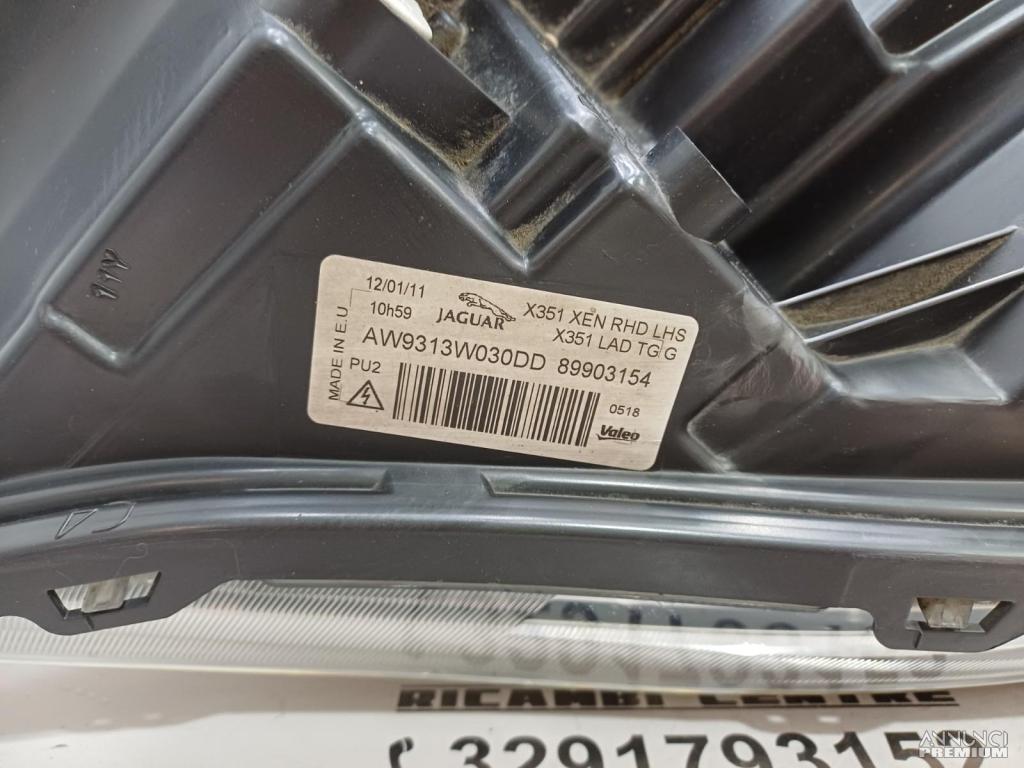 12/01/11
10h59
MADE IN E.U
JAGUAR
X351 XEN RHD LHS
X351 LAD TG/G
AW9313W030DD 89903154
PU2
0518
Valeo
RICAMBI CENTRE
3291793157
ANNUNCI
PREMIUM